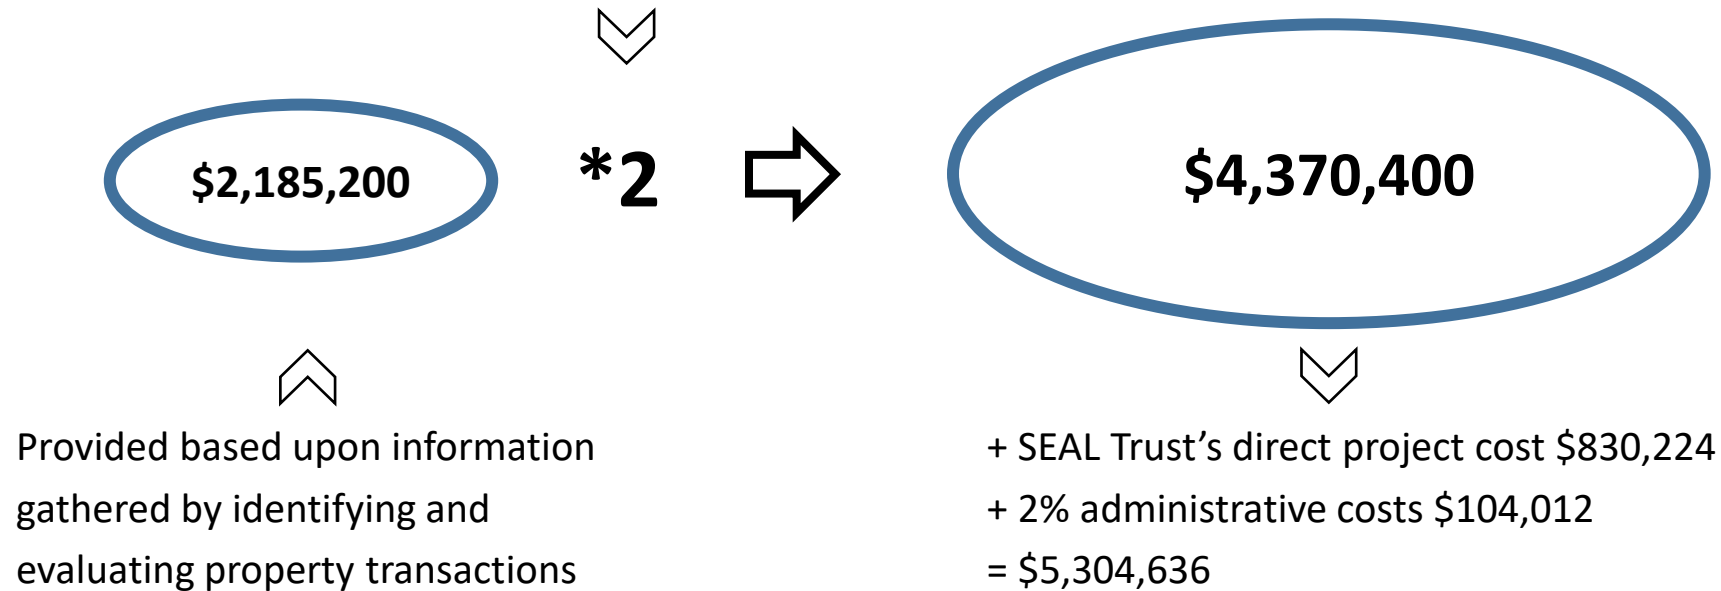 $2,185,200
*2
$4,370,400
Provided based upon information
gathered by identifying and
evaluating property transactions
+ SEAL Trust’s direct project cost $830,224
+ 2% administrative costs $104,012
= $5,304,636